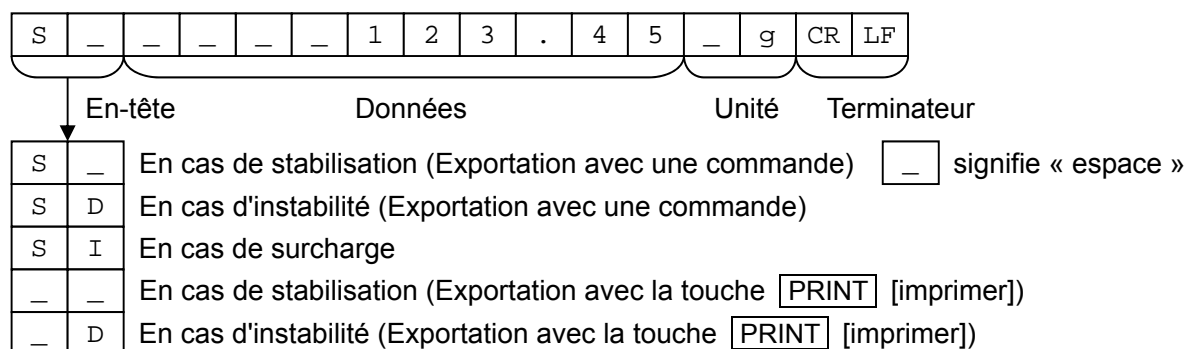 S _ _ _ _ _ 1 2 3 . 4 5 _ g CR LF
En-tête Données Unité Terminateur
S _ En cas de stabilisation (Exportation avec une commande) _ signifie « espace »
S D En cas d'instabilité (Exportation avec une commande)
S I En cas de surcharge
_ _ En cas de stabilisation (Exportation avec la touche PRINT [imprimer])
_ D En cas d'instabilité (Exportation avec la touche PRINT [imprimer])